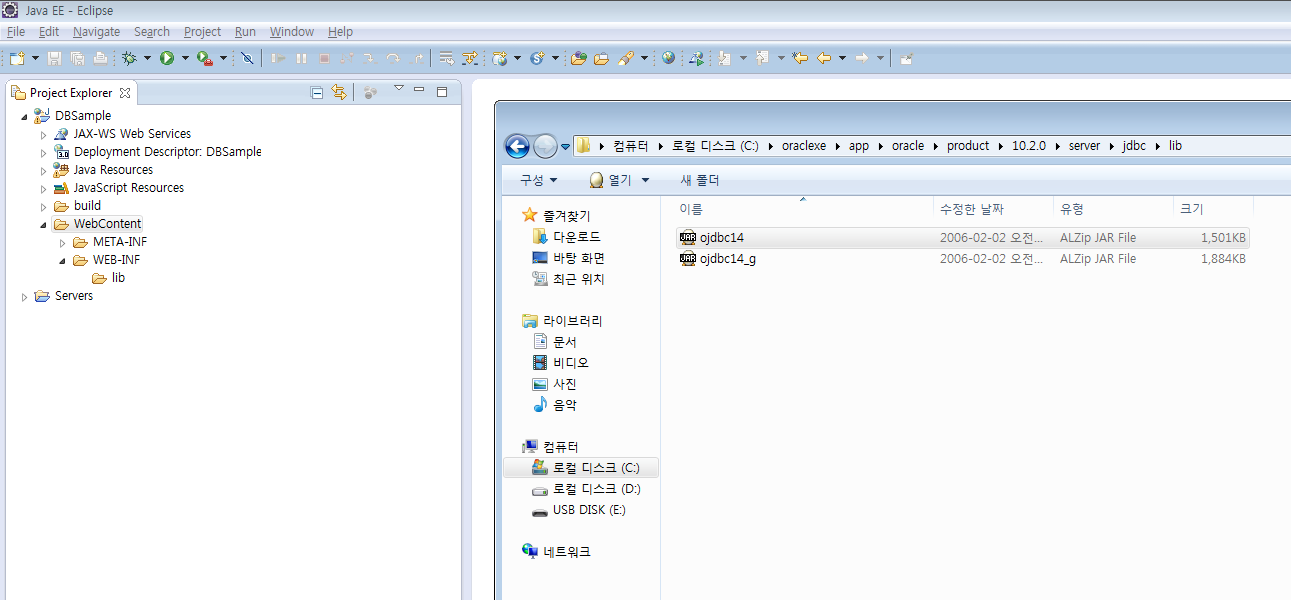 Java EE - Eclipse
File Edit Navigate Search Project Run Window Help
Project Explorer
DBSample
JAX-WS Web Services
Deployment Descriptor: DBSample
Java Resources
JavaScript Resources
build
WebContent
META-INF
WEB-INF
lib
Servers
컴퓨터 로컬 디스크 (C:) oraclexe app oracle product 10.2.0 server jdbc lib
구성 열기 새 폴더
즐겨찾기
다운로드
바탕 화면
최근 위치
라이브러리
문서
비디오
사진
음악
컴퓨터
로컬 디스크 (C:)
로컬 디스크 (D:)
USB DISK (E:)
네트워크
이름 수정한 날짜 유형 크기
ojdbc14 2006-02-02 오전... ALZip JAR File 1,501KB
ojdbc14_g 2006-02-02 오전... ALZip JAR File 1,884KB